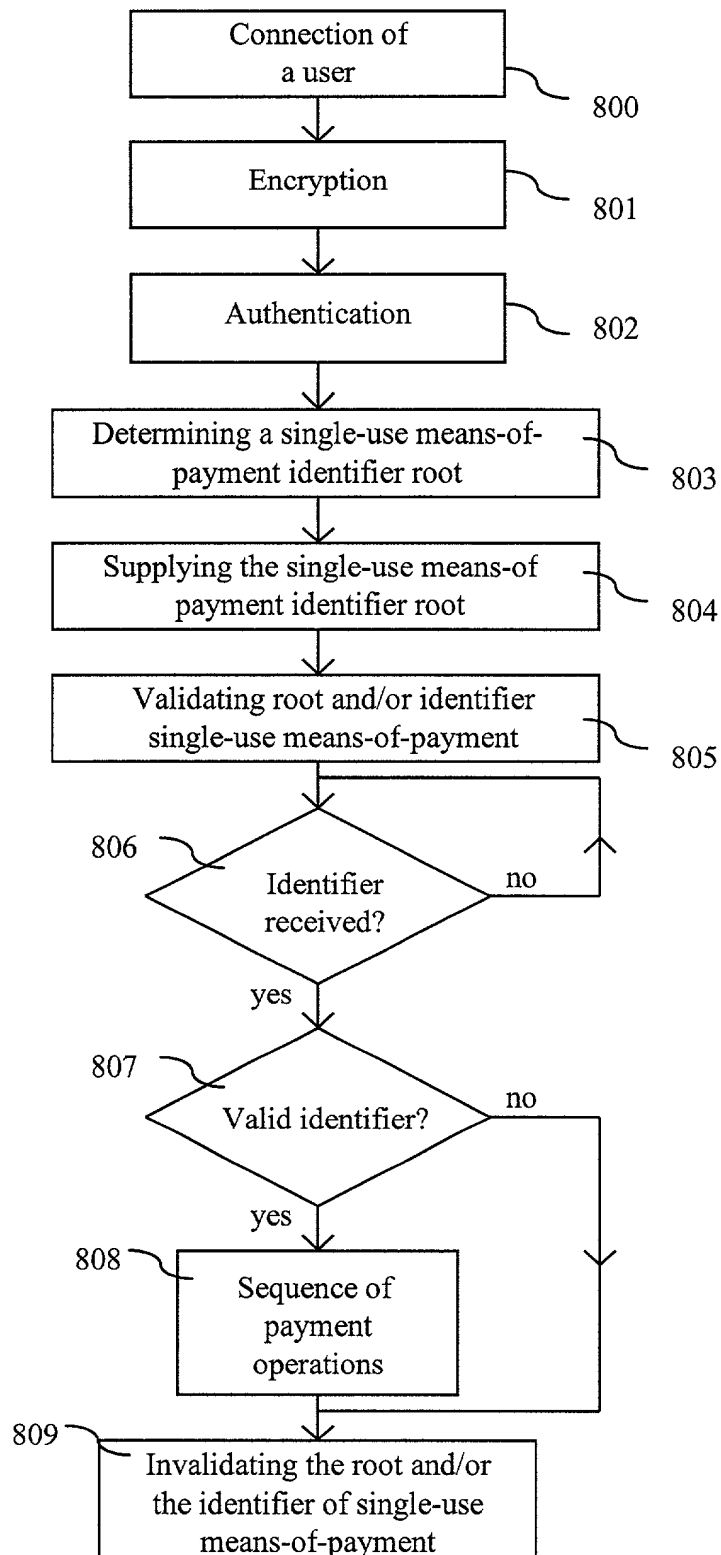 Connection of
a user
800
Encryption
801
Authentication
802
Determining a single-use means-of-
payment identifier root
803
Supplying the single-use means-of
payment identifier root
804
Validating root and/or identifier
single-use means-of-payment
805
806
Identifier
received?
no
yes
807
Valid identifier?
no
yes
808
Sequence of
payment
operations
809
Invalidating the root and/or
the identifier of single-use
means-of-payment